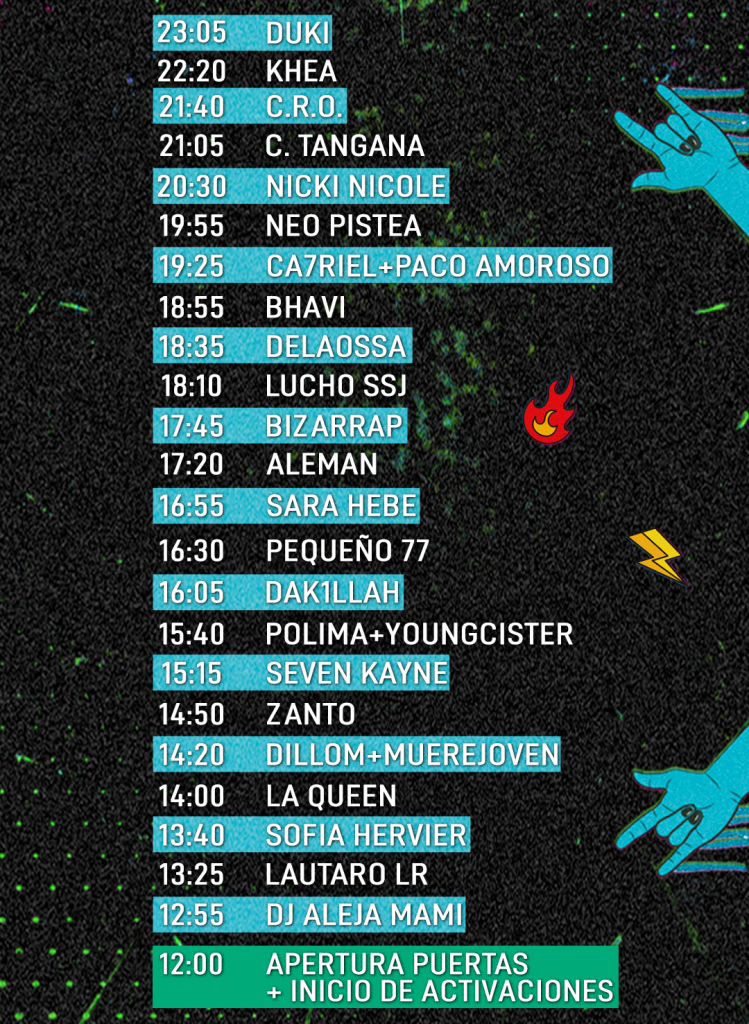 23:05 DUKI
22:20 KHEA
21:40 C.R.O.
21:05 C. TANGANA
20:30 NICKI NICOLE
19:55 NEO PISTEA
19:25 CA7RIEL+PACO AMOROSO
18:55 BHAVI
18:35 DELAOSSA
18:10 LUCHO SSJ
17:45 BIZARRAP
17:20 ALEMAN
16:55 SARA HEBE
16:30 PEQUEÑO 77
16:05 DAK1LLAH
15:40 POLIMA+YOUNGCISTER
15:15 SEVEN KAYNE
14:50 ZANTO
14:20 DILLOM+MUEREJOVEN
14:00 LA QUEEN
13:40 SOFIA HERVIER
13:25 LAUTARO LR
12:55 DJ ALEJA MAMI
12:00 APERTURA PUERTAS
+ INICIO DE ACTIVACIONES